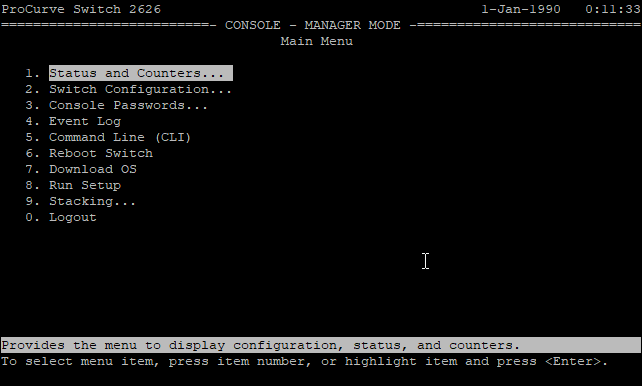 ProCurve Switch 2626 1-Jan-1990 0:11:33
==========================- CONSOLE - MANAGER MODE -============================
Main Menu
1. Status and Counters...
2. Switch Configuration...
3. Console Passwords...
4. Event Log
5. Command Line (CLI)
6. Reboot Switch
7. Download OS
8. Run Setup
9. Stacking...
0. Logout
Provides the menu to display configuration, status, and counters.
To select menu item, press item number, or highlight item and press <Enter>.